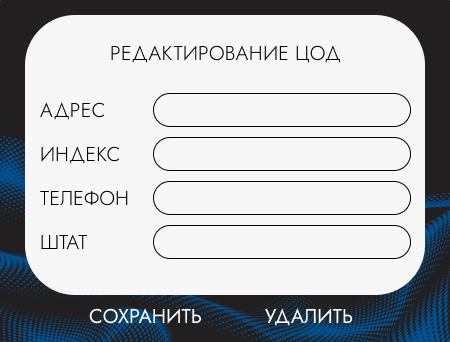 РЕДАКТИРОВАНИЕ ЦОД
АДРЕС
ИНДЕКС
ТЕЛЕФОН
ШТАТ
СОХРАНИТЬ УДАЛИТЬ